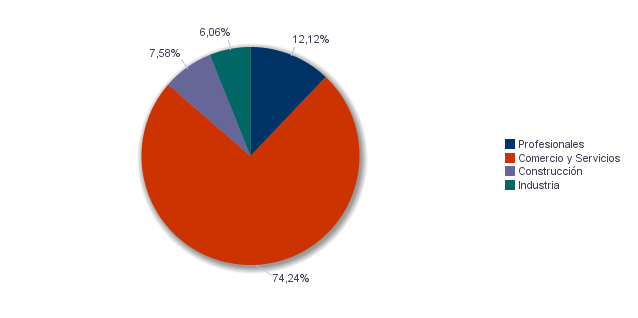 6,06%
12,12%
7,58%
74,24%
Profesionales
Comercio y Servicios
Construcción
Industria